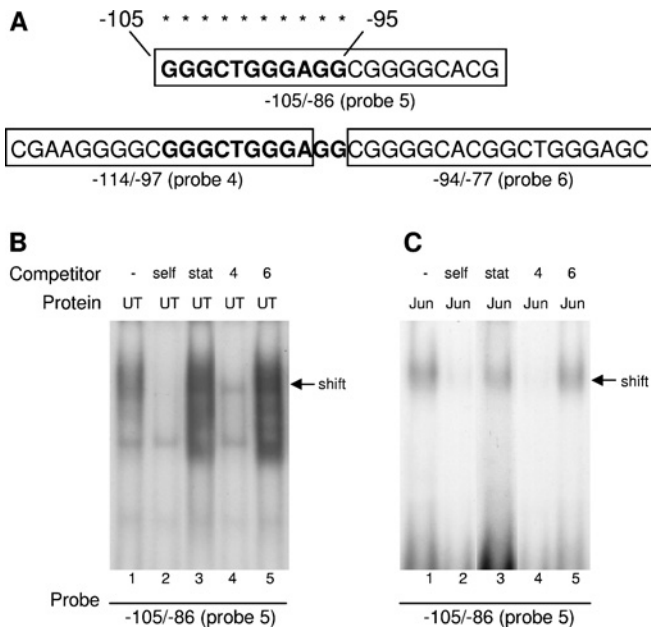 A
-105 * * * * * * * * * * -95
GGGCTGGGAGGCGGGGCACG
-105/-86 (probe 5)
CGAAGGGGCGGGCTGGGAGGCGGGGCACGGCTGGGAGC
-114/-97 (probe 4) -94/-77 (probe 6)
B
Competitor - self stat 4 6
Protein UT UT UT UT UT
shift
1 2 3 4 5
Probe
-105/-86 (probe 5)
C
- self stat 4 6
Jun Jun Jun Jun Jun
shift
1 2 3 4 5
-105/-86 (probe 5)